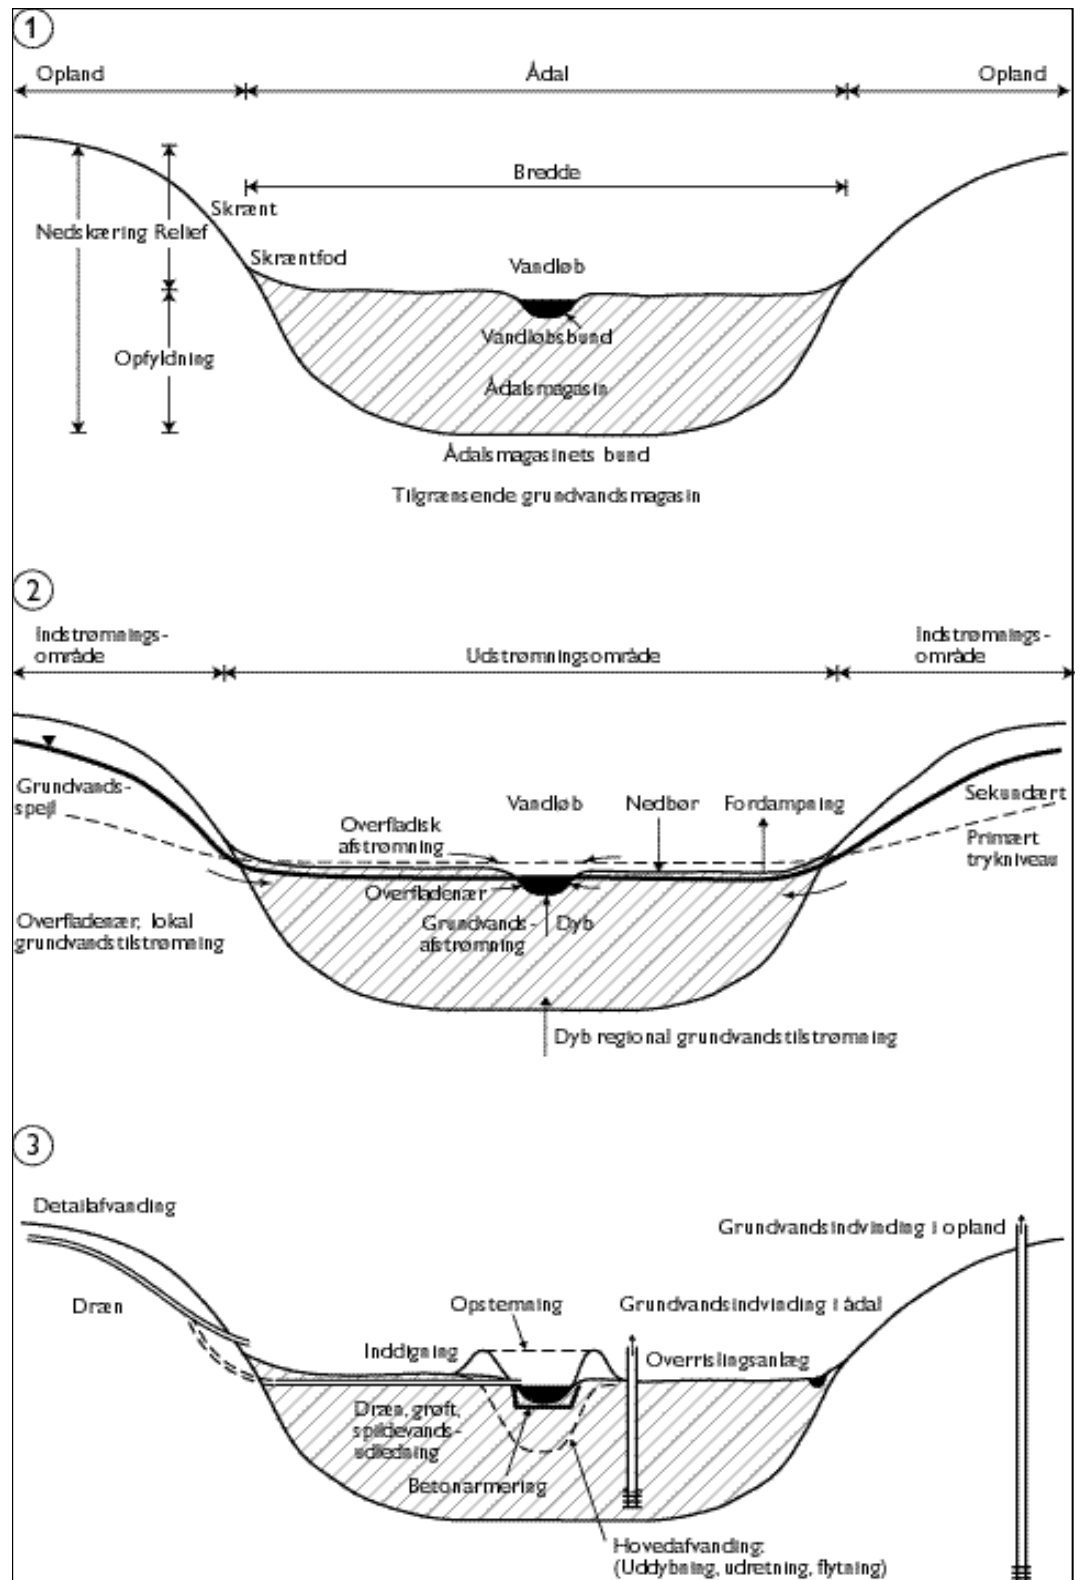 1
Opland
Ådal
Opland
Bredde
Skrænt
Nedskæring Relief
Skræntfod
Vandløb
Vandløbsbund
Opfyldning
Ådalsmagasin
Ådalsmagasinets bund
Tilgrænsende grundvandsmagasin
2
Indstrømnings-
område
Udstrømningsområde
Indstrømnings-
område
Grundvands-
spejl
Overfladisk
afstrømning
Vandløb
Nedbør
Fordampning
Sekundært
Primært
trykniveau
Overfladenær
Overfladenær, lokal
grundvandstilstrømning
Grundvands-
afstrømning
Dyb
Dyb regional grundvandstilstrømning
3
Detailafvanding
Grundvandsindvinding i opland
Dræn
Opstemning
Grundvandsindvinding i ådal
Inddigning
Overrislingsanlæg
Dræn, grøft,
spildevands-
udledning
Betonarmering
Hovedafvanding:
(Uddybning, udretning, flytning)